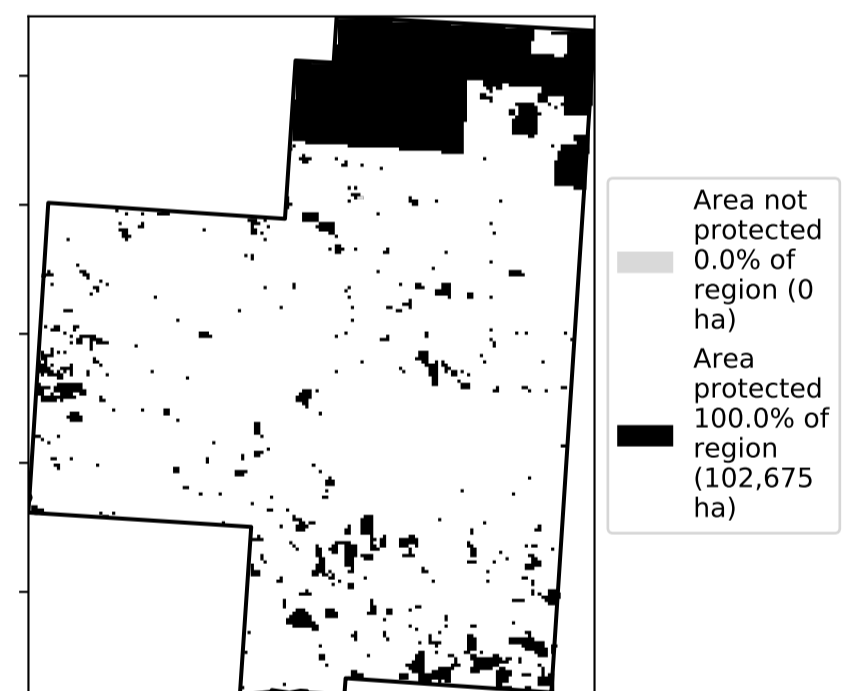 Area not
protected
0.0% of
region (0
ha)
Area
protected
100.0% of
region
(102,675
ha)